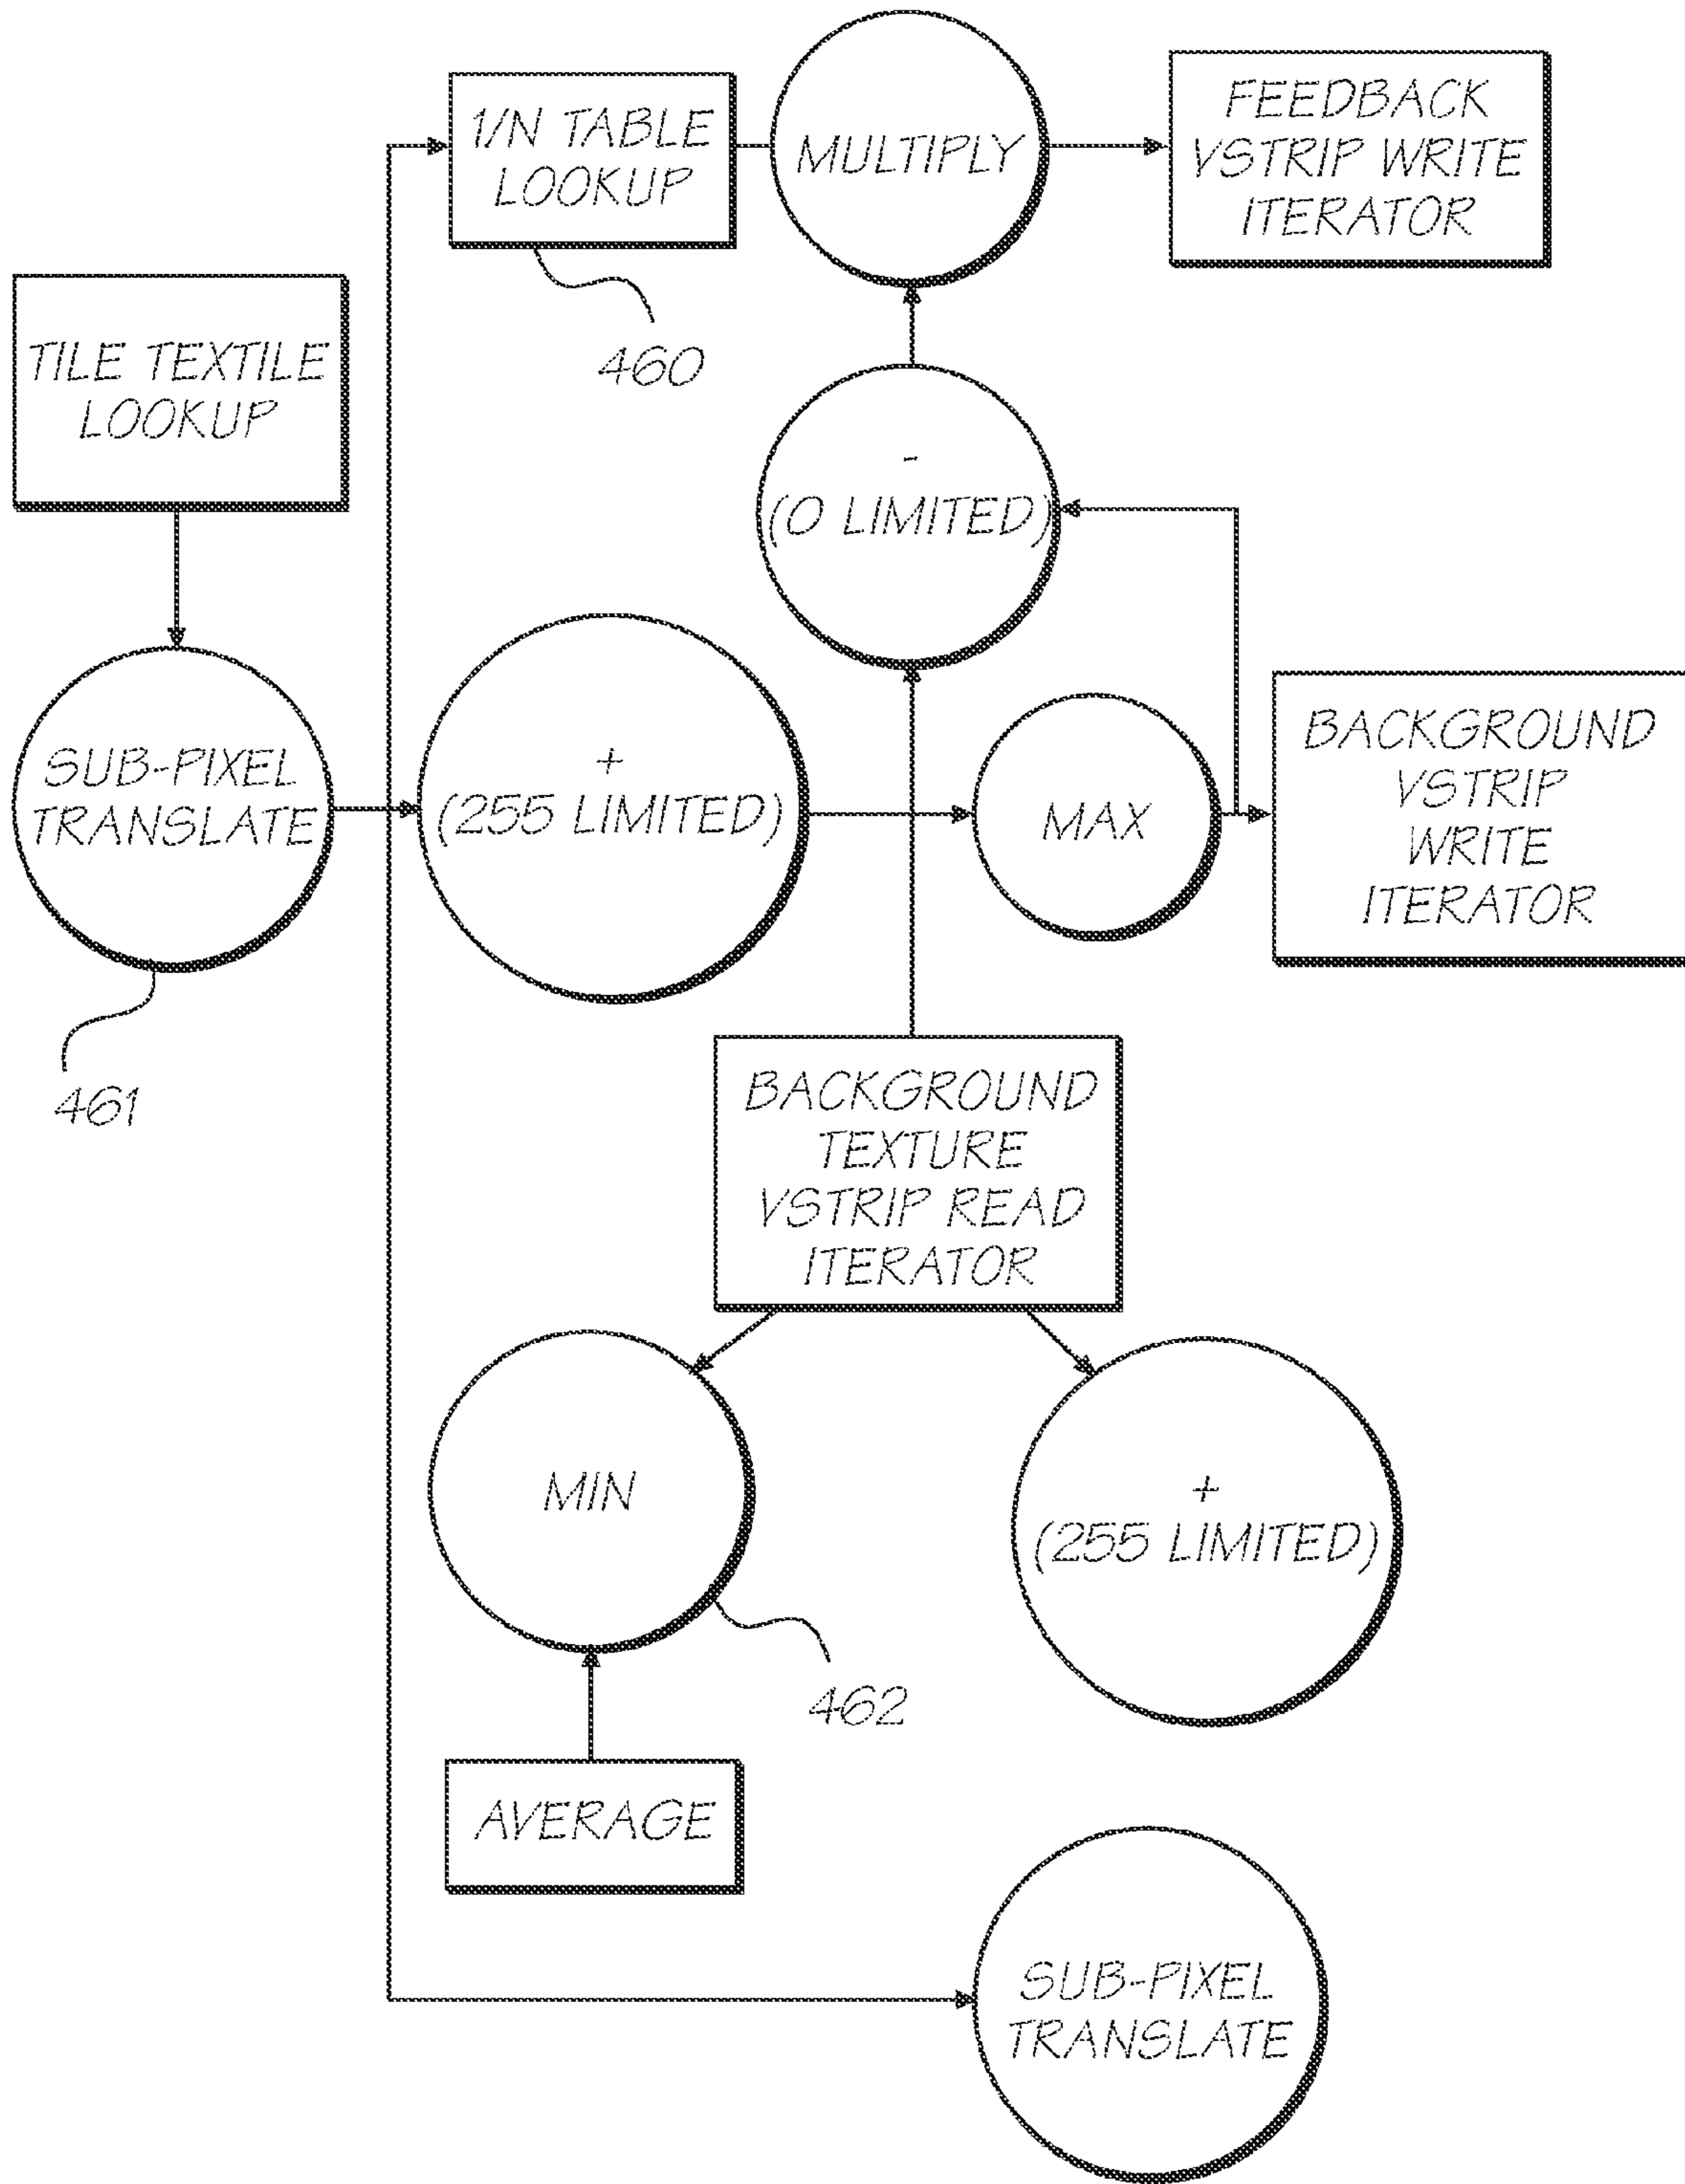 1/N TABLE
LOOKUP
MULTIPLY
FEEDBACK
VSTRIP WRITE
ITERATOR
460
TILE TEXTILE
LOOKUP
-
(0 LIMITED)
SUB-PIXEL
TRANSLATE
461
+
(255 LIMITED)
MAX
BACKGROUND
VSTRIP
WRITE
ITERATOR
BACKGROUND
TEXTURE
VSTRIP READ
ITERATOR
MIN
462
+
(255 LIMITED)
AVERAGE
SUB-PIXEL
TRANSLATE